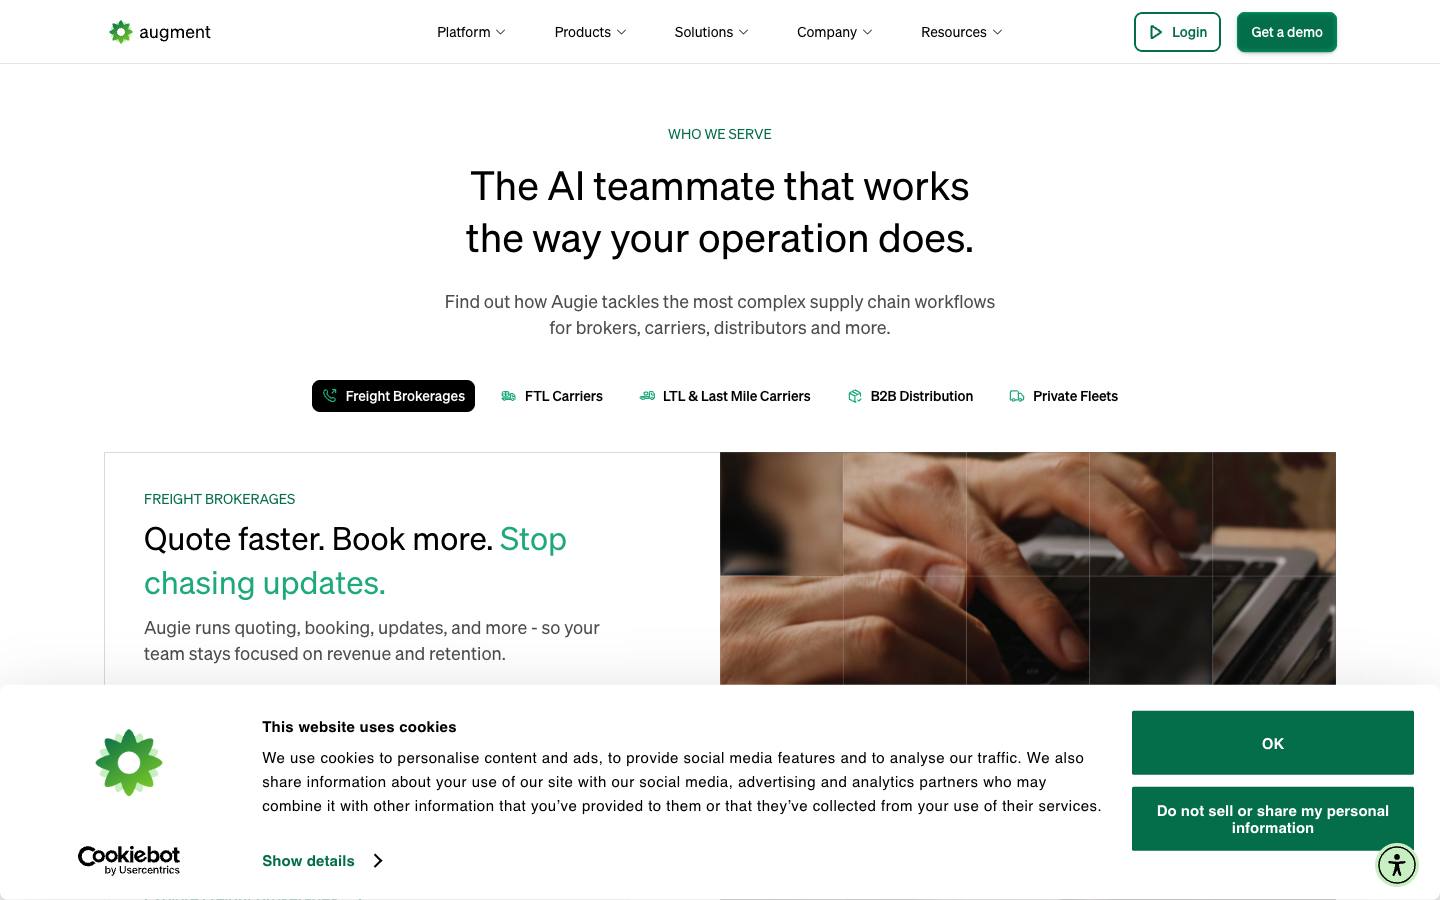 augment
Platform
Products
Solutions
Company
Resources
Login
Get a demo
WHO WE SERVE
The AI teammate that works
the way your operation does.
Find out how Augie tackles the most complex supply chain workflows
for brokers, carriers, distributors and more.
Freight Brokerages
FTL Carriers
LTL & Last Mile Carriers
B2B Distribution
Private Fleets
FREIGHT BROKERAGES
Quote faster. Book more. Stop
chasing updates.
Augie runs quoting, booking, updates, and more - so your
team stays focused on revenue and retention.
This website uses cookies
We use cookies to personalise content and ads, to provide social media features and to analyse our traffic. We also
share information about your use of our site with our social media, advertising and analytics partners who may
combine it with other information that you’ve provided to them or that they’ve collected from your use of their services.
Show details
Cookiebot
by Usercentrics
OK
Do not sell or share my personal
information